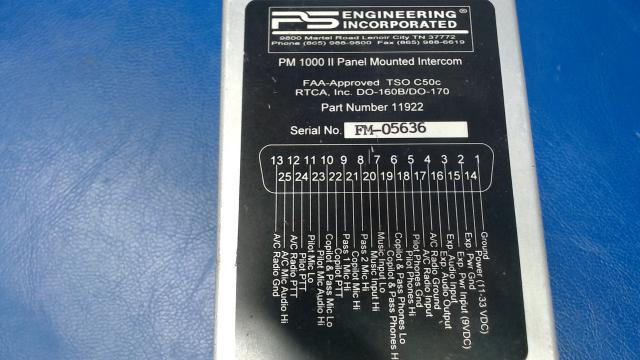 PS ENGINEERING
INCORPORATED
9800 Martel Road Lenoir City TN 37772
Phone (865) 988-9800 Fax (865) 988-6619
PM 1000 II Panel Mounted Intercom
FAA-Approved TSO C50c
RTCA, Inc. DO-160B/DO-170
Part Number 11922
Serial No. FM-05636
13 12 11 10 9 8 7 6 5 4 3 2 1
25 24 23 22 21 20 19 18 17 16 15 14
Ground
Power (11-33 VDC)
Exp. Pwr Gnd
Exp. Pwr Input (9VDC)
Exp. Audio Input
Exp. Audio Output
A/C Radio Ground
A/C Radio Input
Pilot Phones Gnd
Pilot Phones Hi
Copilot & Pass Phones Lo
Copilot & Pass Phones H
Music Input Lo
Music Input Hi
Pass 2 Mic Hi
Copilot Mic Hi
Pass 1 Mic Hi
Copilot PTT
Copilot & Pass Mic Lo
Pilot Mic Audio Hi
Pilot Mic Lo
Pilot PTT
A/C Radio PTT
A/C Mic Audio Hi
A/C Radio Gnd